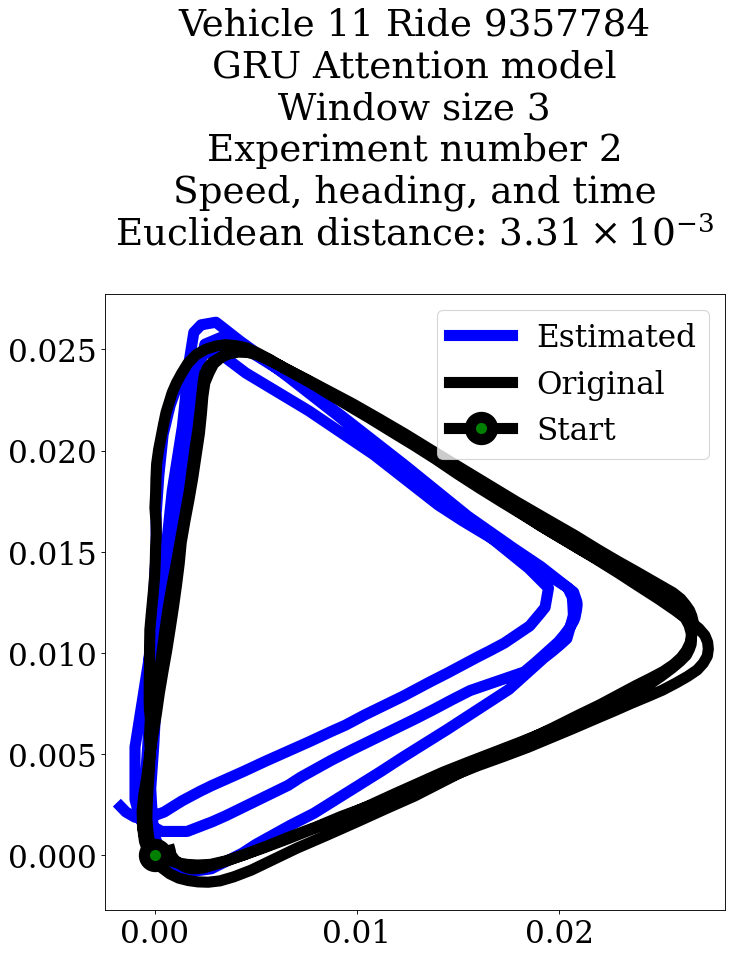 Vehicle 11 Ride 9357784
GRU Attention model
Window size 3
Experiment number 2
Speed, heading, and time
Euclidean distance: 3.31 × 10⁻³
Estimated
Original
Start
0.025
0.020
0.015
0.010
0.005
0.000
0.00 0.01 0.02